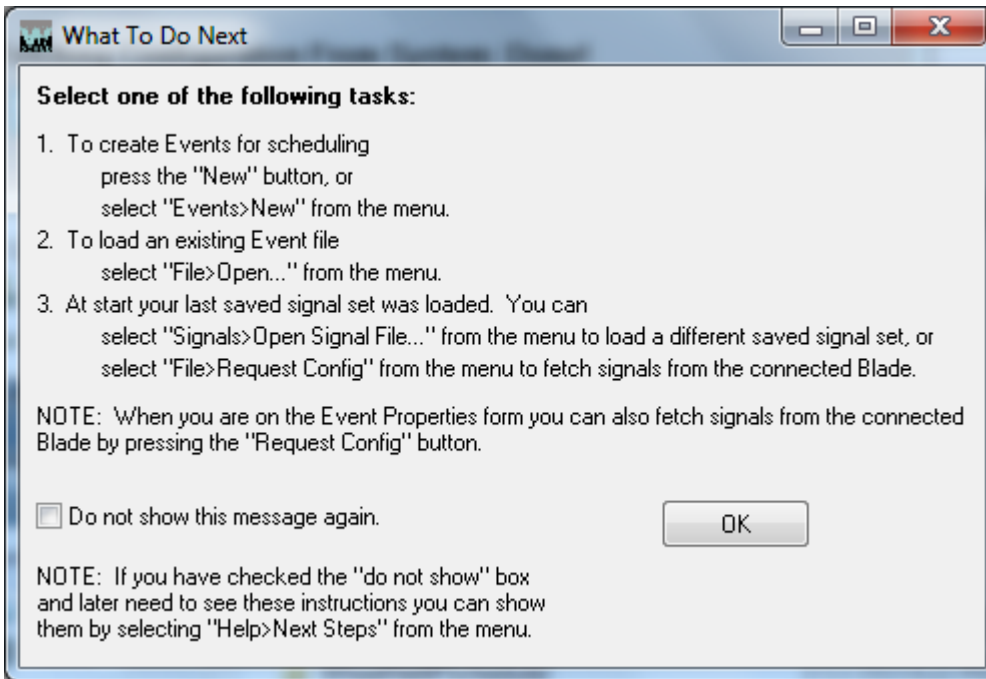 What To Do Next
Select one of the following tasks:
1. To create Events for scheduling
press the "New" button, or
select "Events>New" from the menu.
2. To load an existing Event file
select "File>Open..." from the menu.
3. At start your last saved signal set was loaded. You can
select "Signals>Open Signal File..." from the menu to load a different saved signal set, or
select "File>Request Config" from the menu to fetch signals from the connected Blade.
NOTE: When you are on the Event Properties form you can also fetch signals from the connected
Blade by pressing the "Request Config" button.
Do not show this message again.
OK
NOTE: If you have checked the "do not show" box
and later need to see these instructions you can show
them by selecting "Help>Next Steps" from the menu.